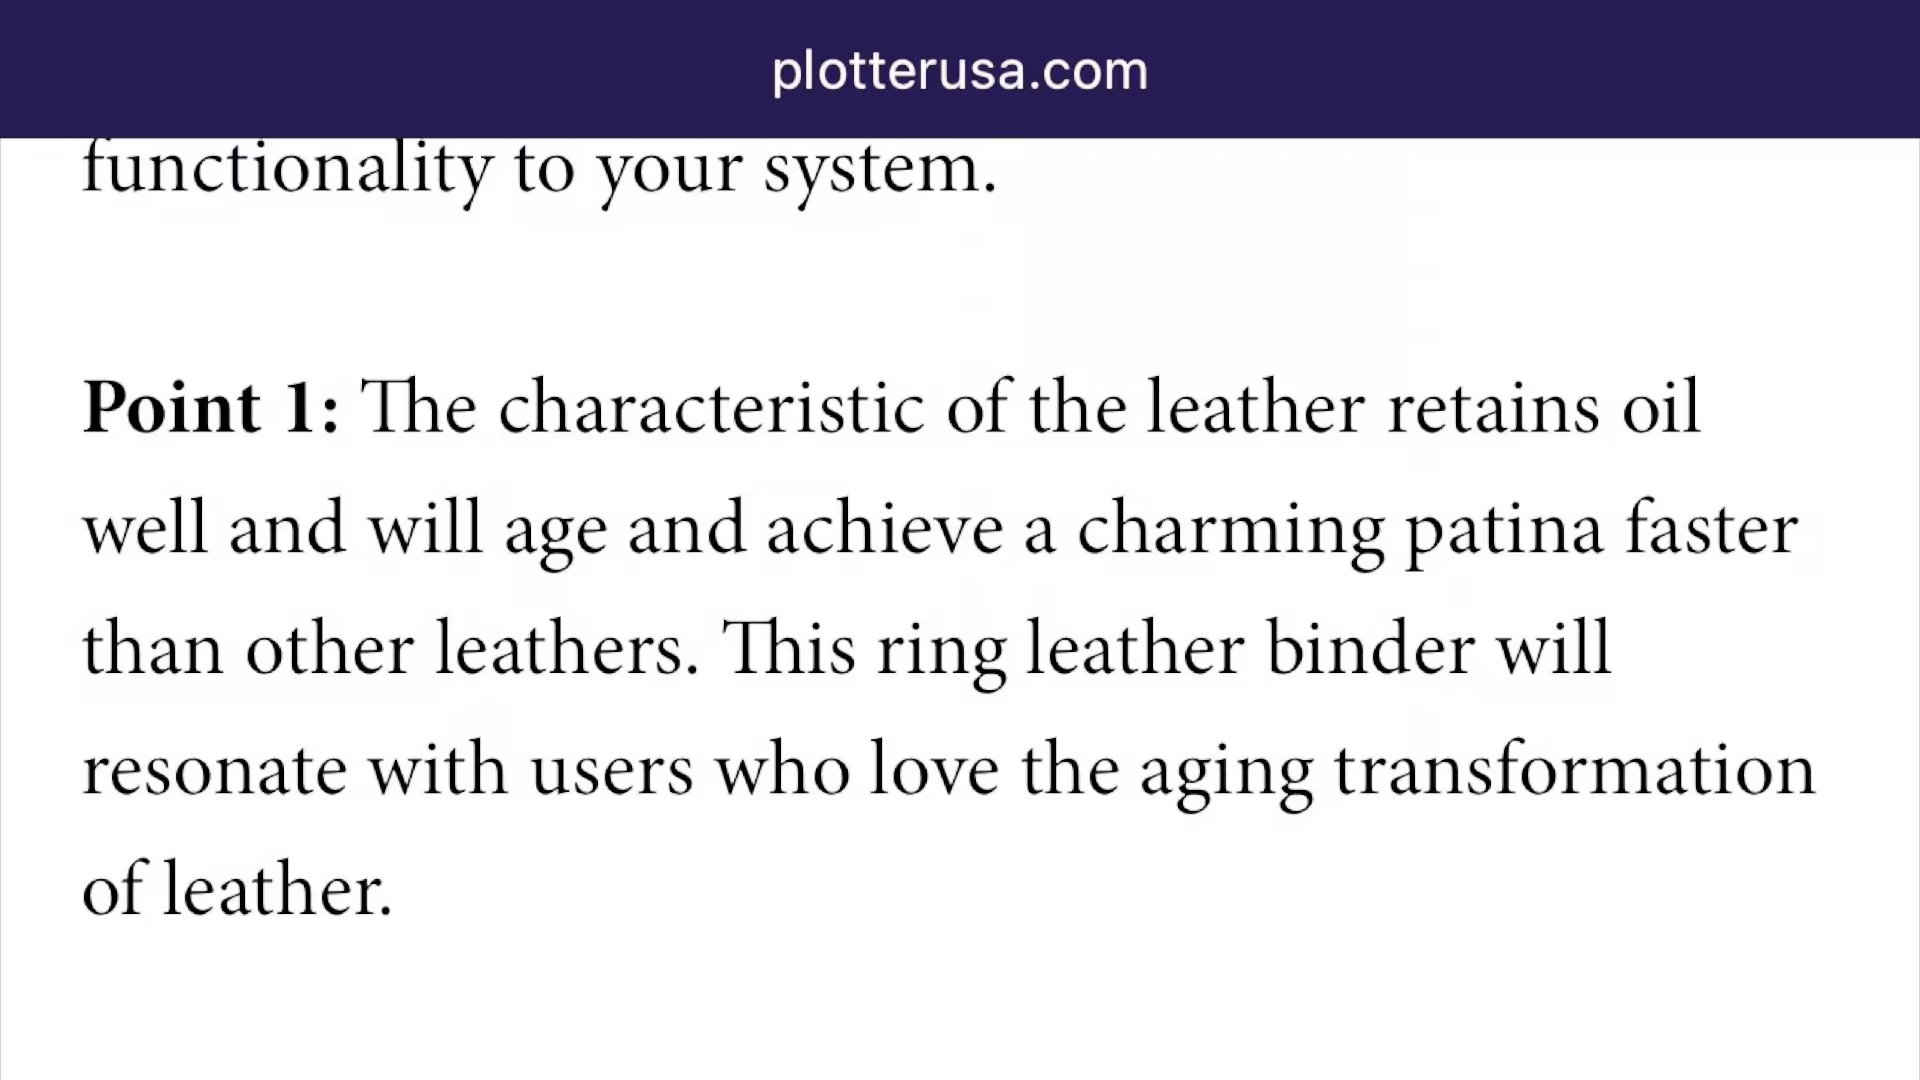 plotterusa.com
functionality to your system.
Point 1: The characteristic of the leather retains oil
well and will age and achieve a charming patina faster
than other leathers. This ring leather binder will
resonate with users who love the aging transformation
of leather.